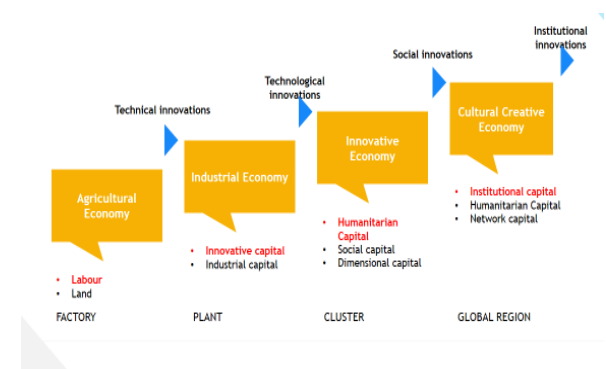 Institutional
innovations
Social innovations
Technological
innovations
Technical innovations
Cultural Creative
Economy
Innovative
Economy
Industrial Economy
Agricultural
Economy
• Institutional capital
• Humanitarian Capital
• Network capital
• Humanitarian
Capital
• Social capital
• Dimensional capital
• Innovative capital
• Industrial capital
• Labour
• Land
FACTORY
PLANT
CLUSTER
GLOBAL REGION